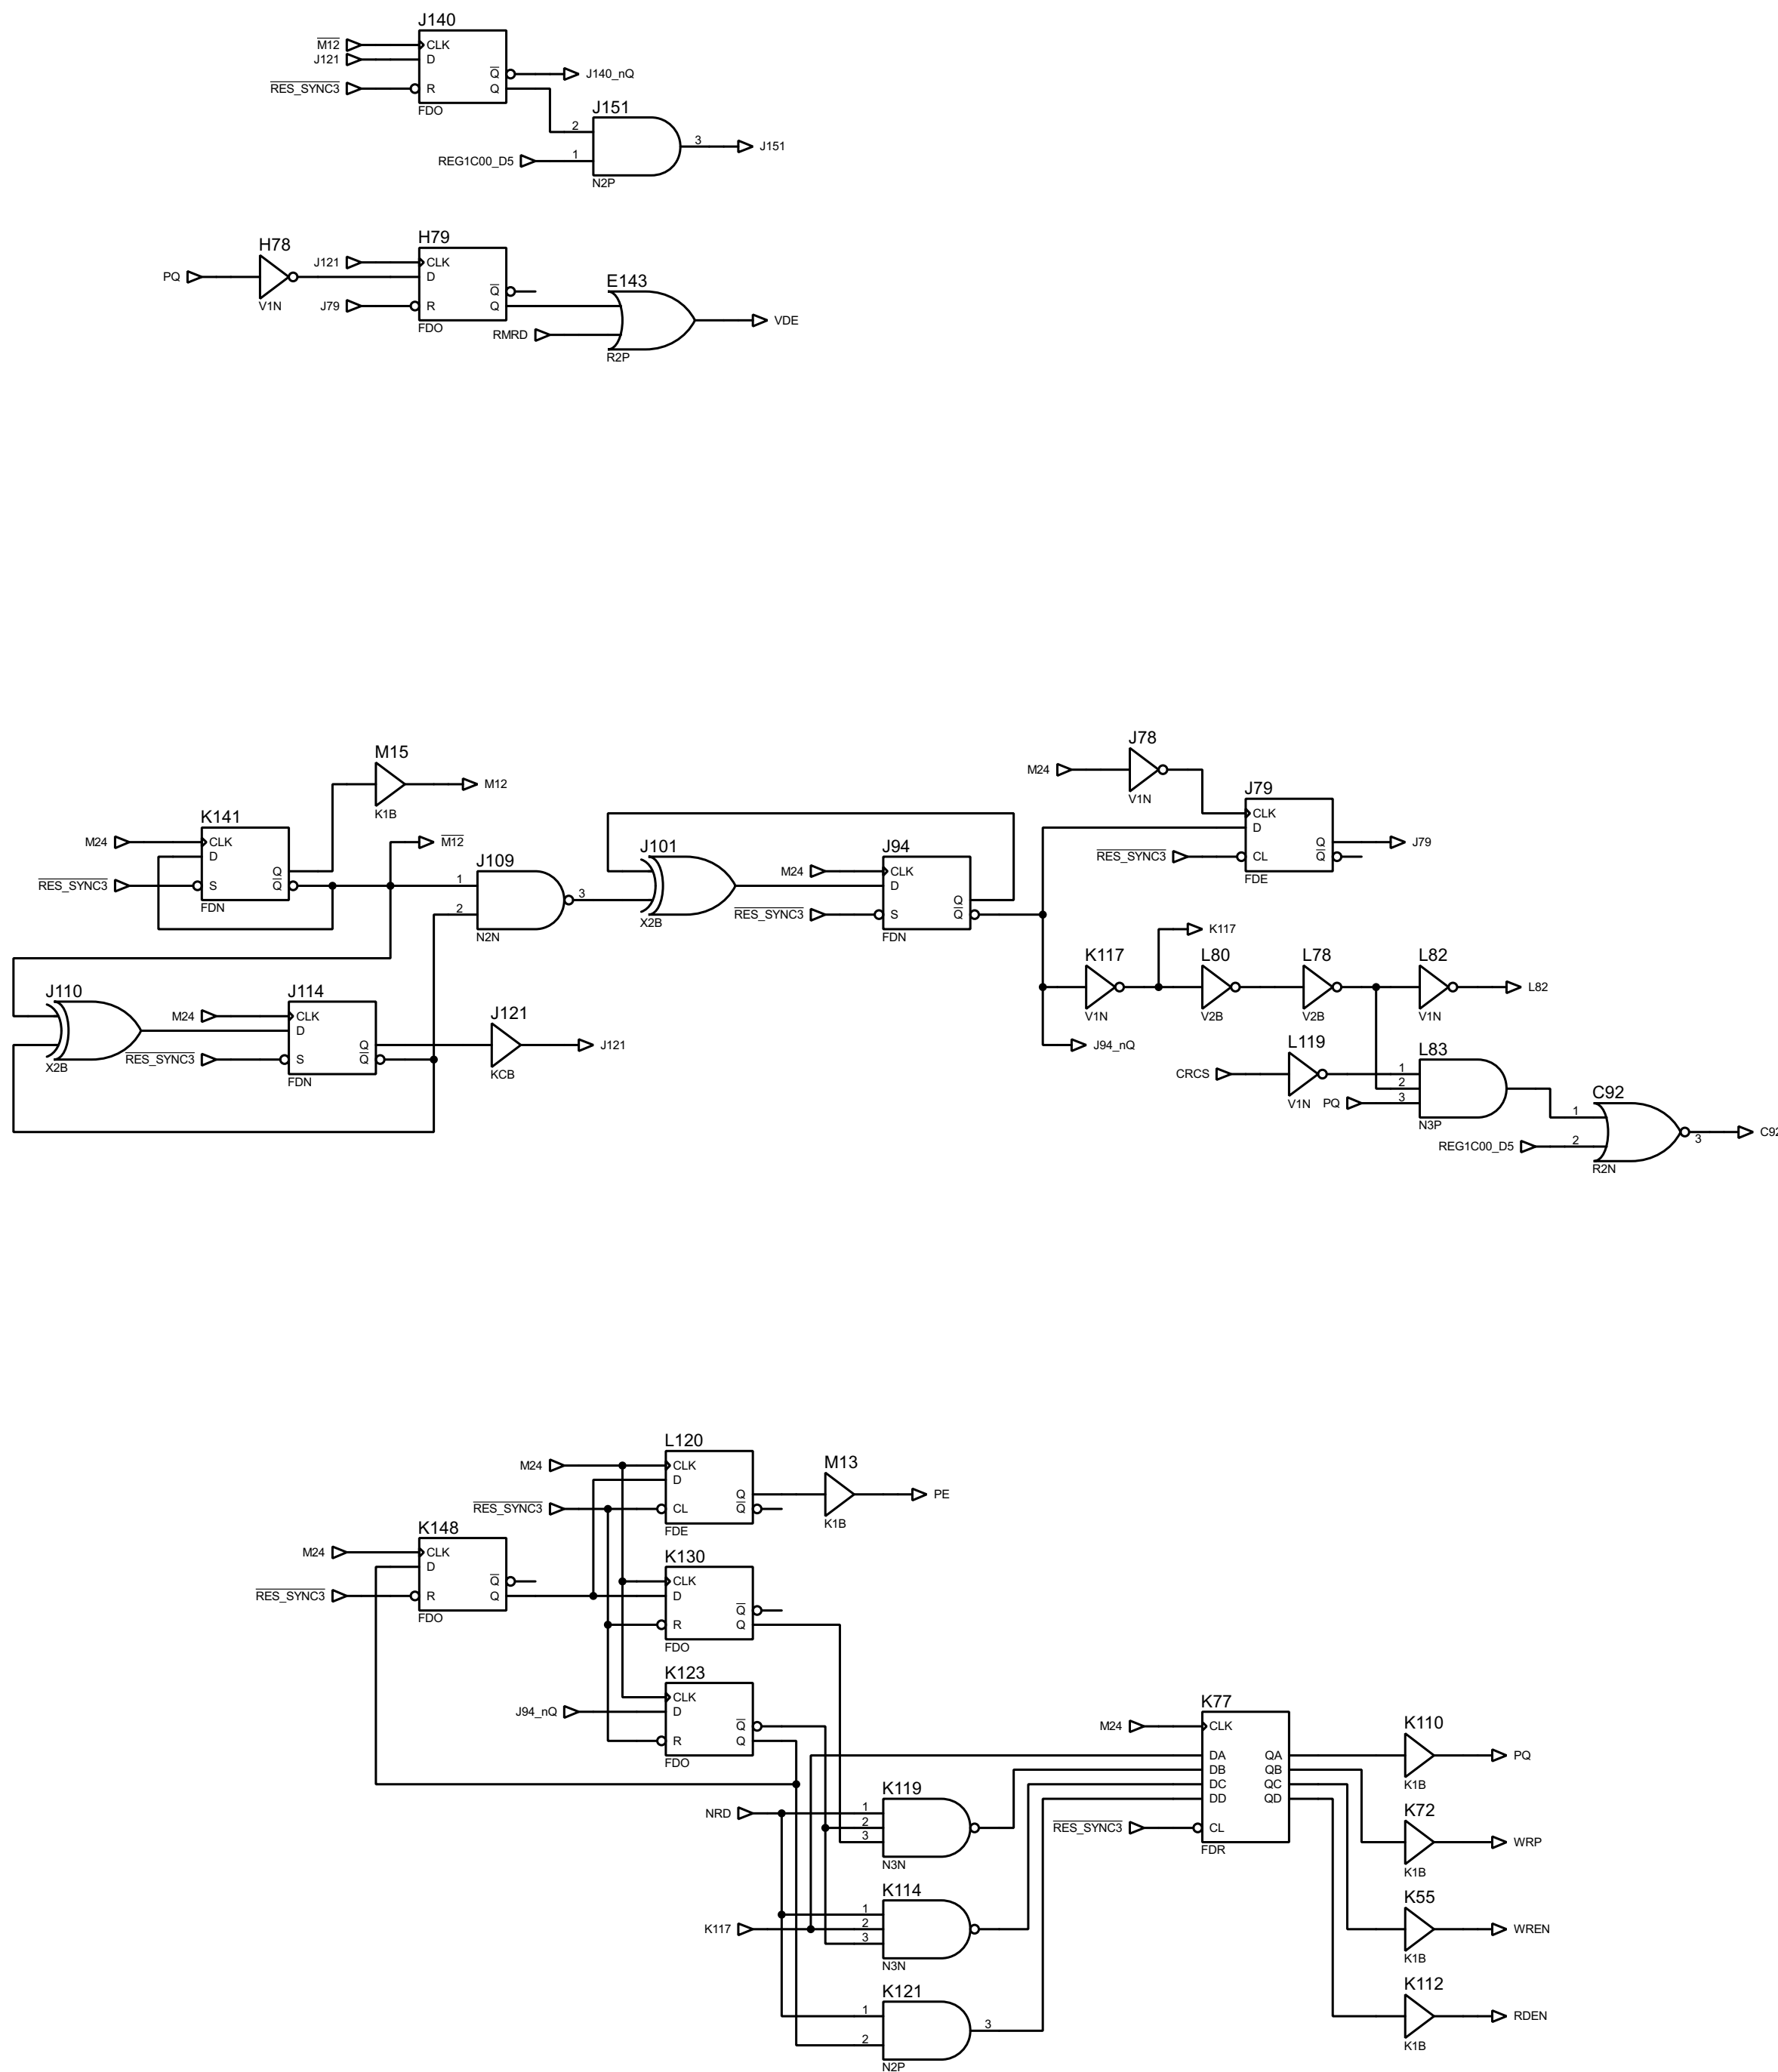 J140
M12
CLK
J121
D
Q
J140_nQ
RES_SYNC3
R
Q
FDO
J151
2
3
J151
REG1C00_D5
1
N2P
H79
H78
J121
CLK
PQ
D
Q
E143
V1N
J79
R
Q
FDO
VDE
RMRD
R2P
J78
M15
M24
M12
V1N
J79
K1B
CLK
K141
D
M24
CLK
M12
J101
J94
Q
J79
D
J109
RES_SYNC3
CL
Q
Q
M24
CLK
FDE
RES_SYNC3
S
Q
1
D
3
FDN
2
Q
X2B
RES_SYNC3
S
Q
N2N
FDN
K117
K117
L80
L78
L82
J110
J114
L82
J121
V1N
V2B
V2B
V1N
M24
CLK
D
Q
J121
J94_nQ
L119
L83
X2B
RES_SYNC3
S
Q
KCB
FDN
CRCS
1
2
C92
V1N
PQ
3
1
N3P
3
C92
REG1C00_D5
2
R2N
L120
M24
CLK
M13
D
Q
PE
RES_SYNC3
CL
Q
K1B
FDE
K148
M24
CLK
K130
D
Q
CLK
RES_SYNC3
R
Q
D
Q
FDO
R
Q
FDO
K123
CLK
K77
J94_nQ
D
Q
M24
CLK
K110
R
Q
FDO
DA
QA
PQ
DB
QB
K119
DC
QC
K1B
NRD
1
DD
QD
K72
2
RES_SYNC3
CL
3
WRP
N3N
FDR
K1B
K114
K55
1
K117
2
WREN
3
N3N
K1B
K121
K112
1
3
RDEN
2
K1B
N2P